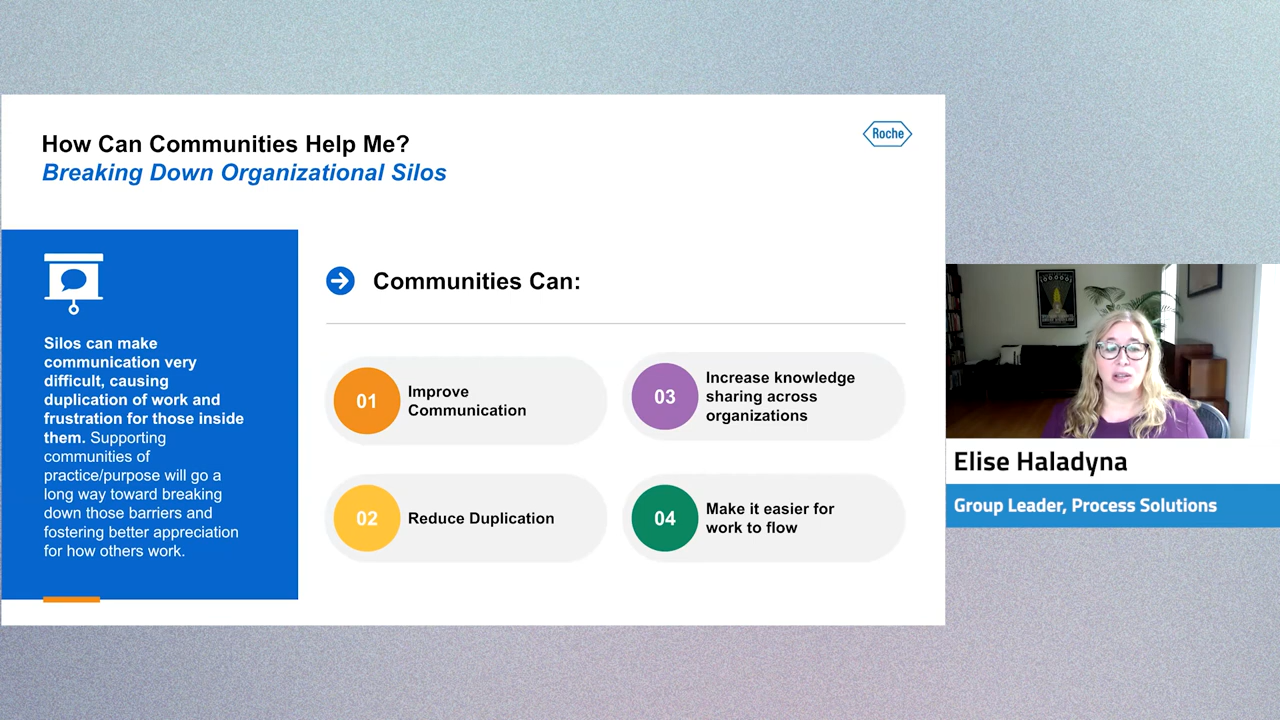 How Can Communities Help Me?
Breaking Down Organizational Silos
Roche
Silos can make
communication very
difficult, causing
duplication of work and
frustration for those inside
them. Supporting
communities of
practice/purpose will go a
long way toward breaking
down those barriers and
fostering better appreciation
for how others work.
Communities Can:
01
Improve
Communication
02
Reduce Duplication
03
Increase knowledge
sharing across
organizations
04
Make it easier for
work to flow
Elise Haladyna
Group Leader, Process Solutions